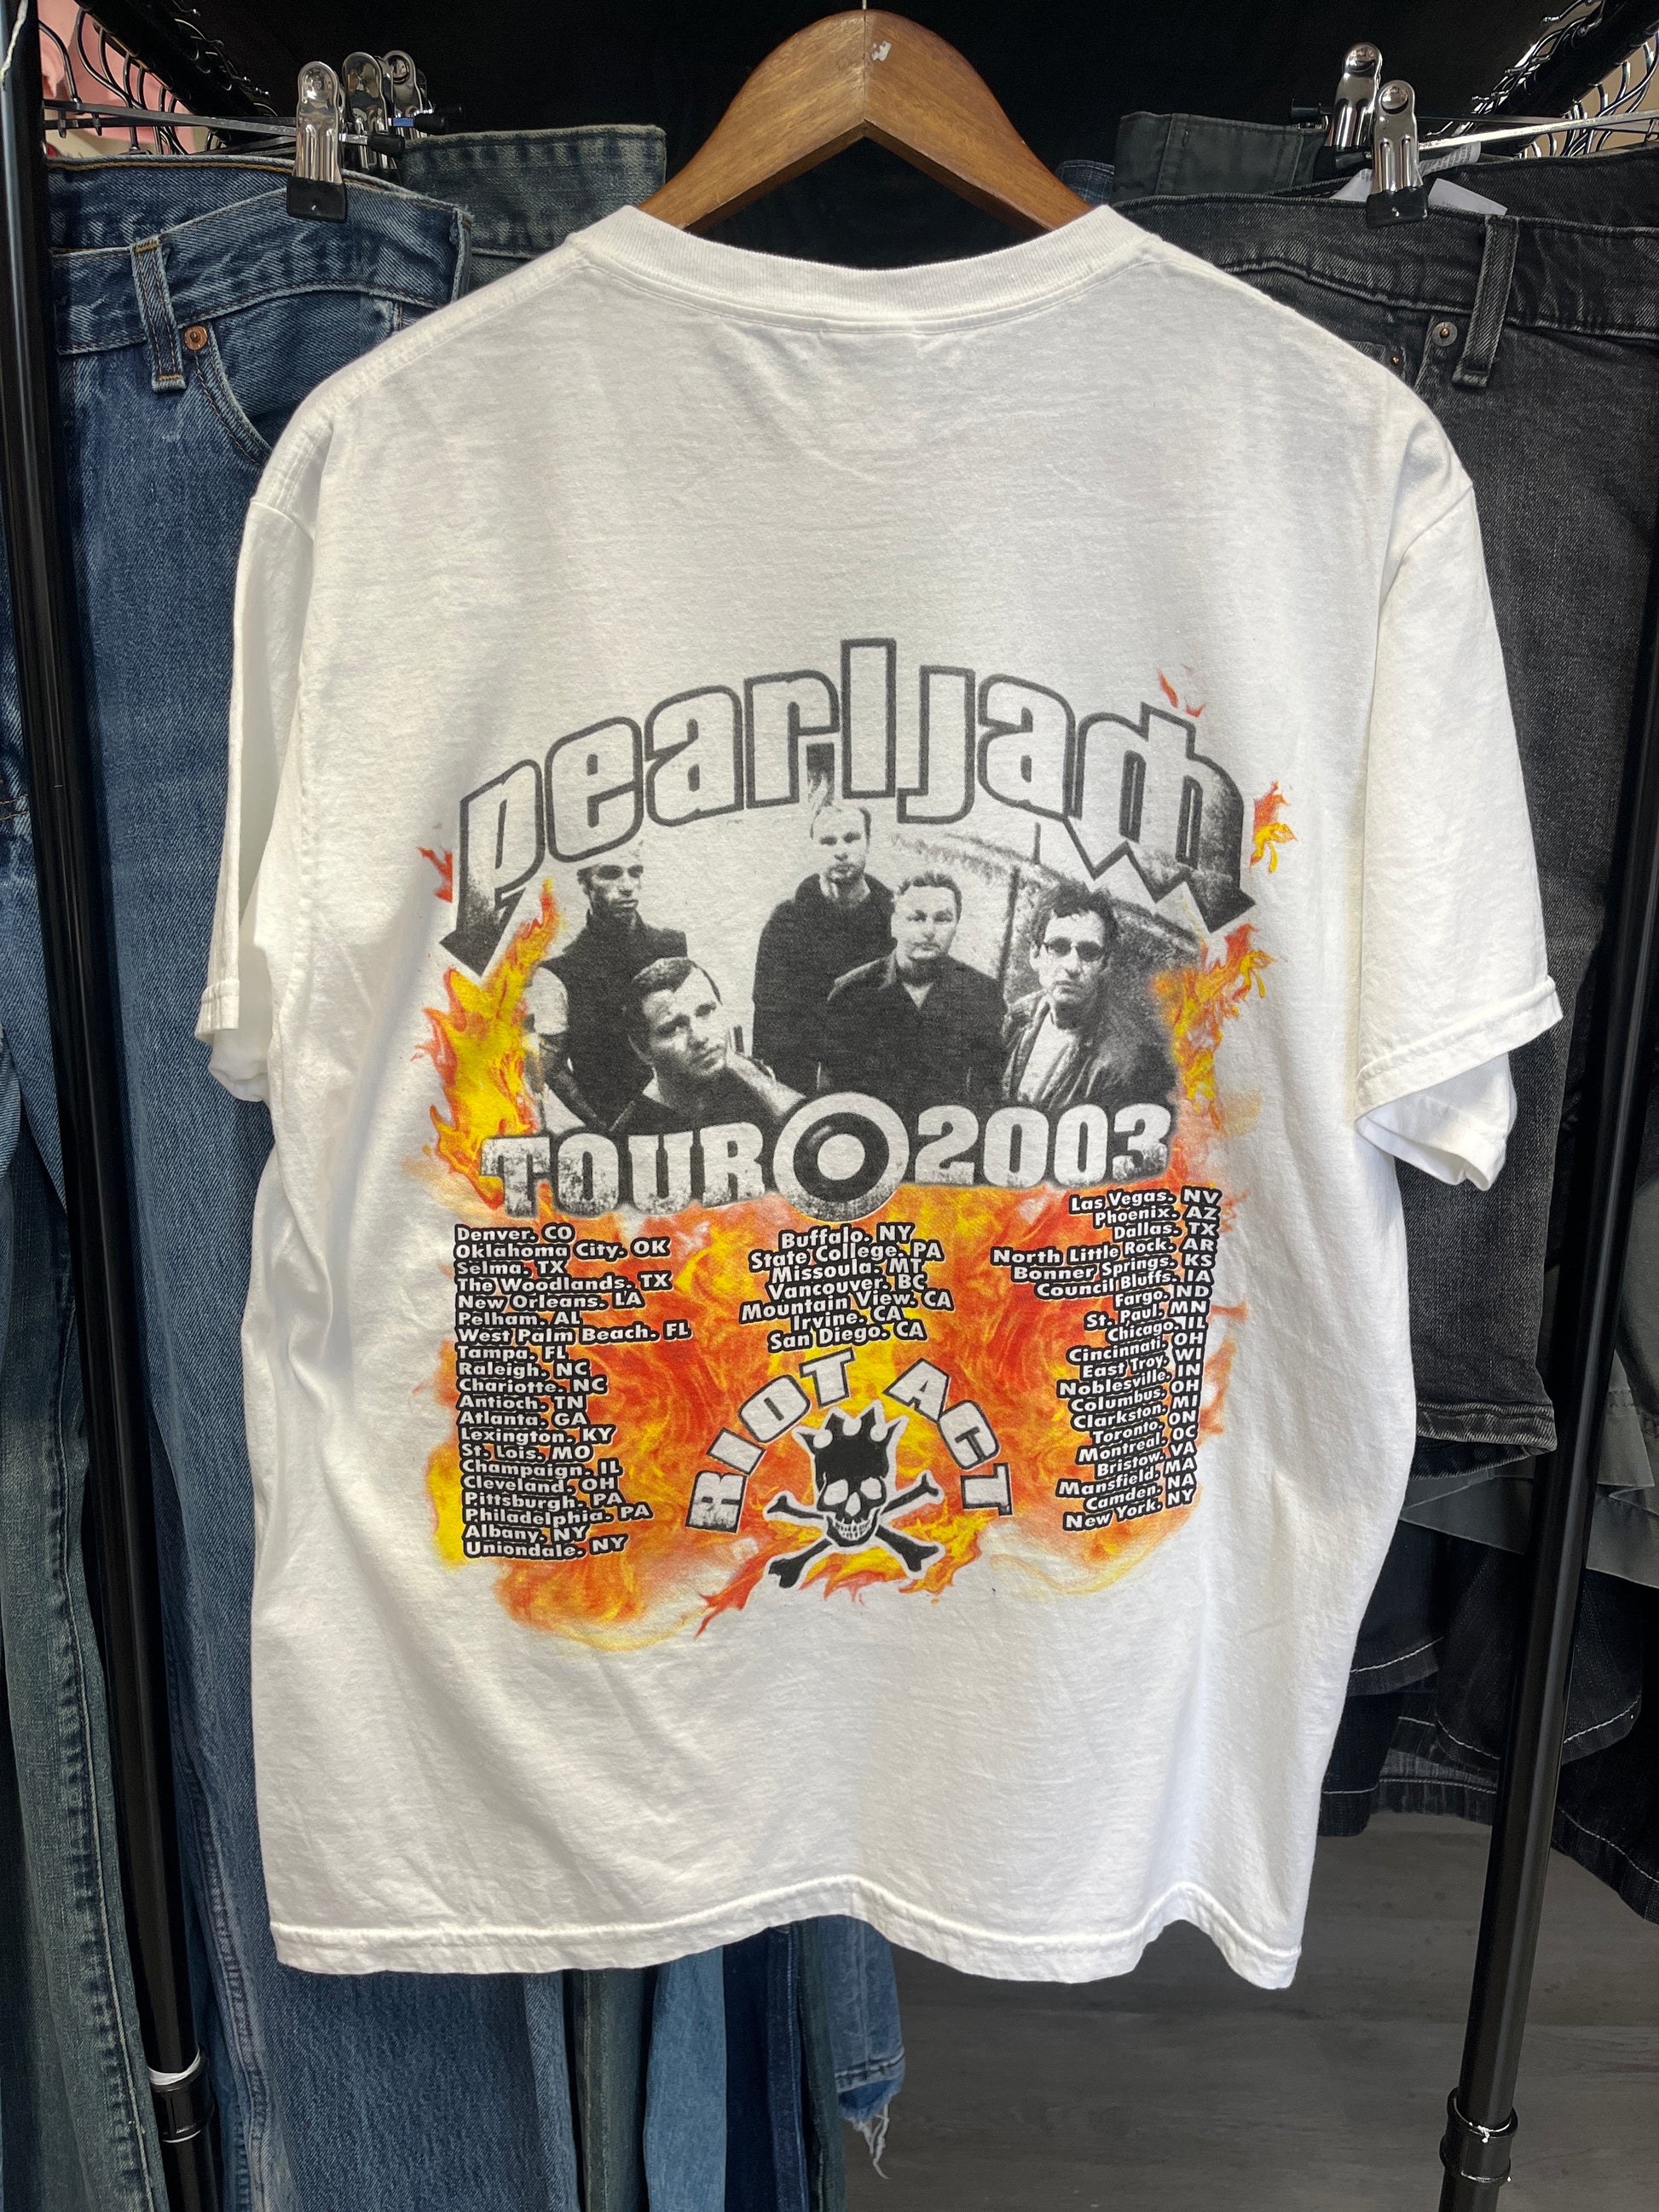 pearl jam
TOUR 2003
Denver. CO
Oklahoma City. OK
Selma, TX
The Woodlands. TX
New Orleans. LA
Pelham. AL
West Palm Beach. FL
Tampa, FL
Raleigh. NC
Chariotte. NC
Antioch. TN
Atlanta. GA
Lexington. KY
St. Lois. MO
Champaign. IL
Cleveland. OH
Pittsburgh. PA
Philadelphia. PA
Albany. NY
Uniondale. NY
Buffalo. NY
State College. PA
Missoula. MT
Vancouver. BC
Mountain View. CA
Irvine. CA
San Diego. CA
RIOT ACT
Las Vegas. NV
Phoenix. AZ
Dallas. TX
North Little Rock. AR
Bonner Springs. KS
Council Bluffs. IA
Fargo. ND
St. Paul. MN
Chicago. IL
Cincinnati. OH
East Troy. WI
Noblesville. IN
Columbus. OH
Clarkston. MI
Toronto. ON
Montreal. OC
Bristow. VA
Mansfield. MA
Camden. NA
New York. NY